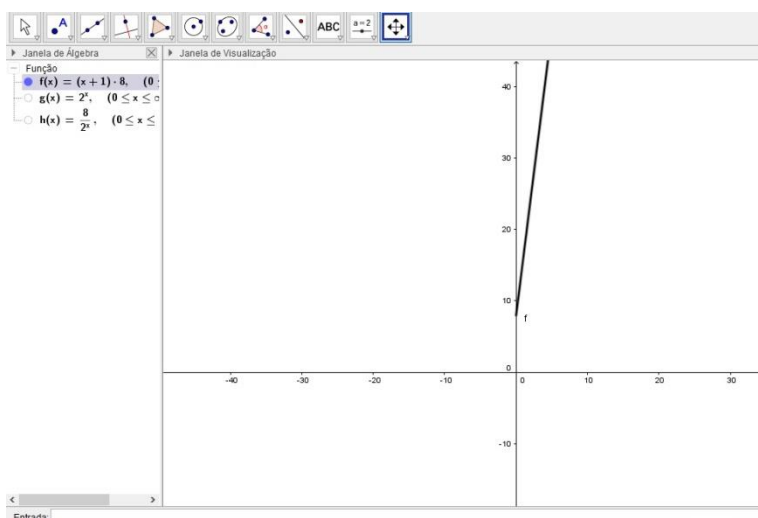 ABC
a=2
Janela de Álgebra
Janela de Visualização
Função
f(x) = (x + 1) · 8, (0
g(x) = 2ˣ, (0 ≤ x ≤
h(x) = 8/2ˣ, (0 ≤ x ≤
40
30
20
10
f
0
-40 -30 -20 -10 0 10 20 30
-10
Entrada: